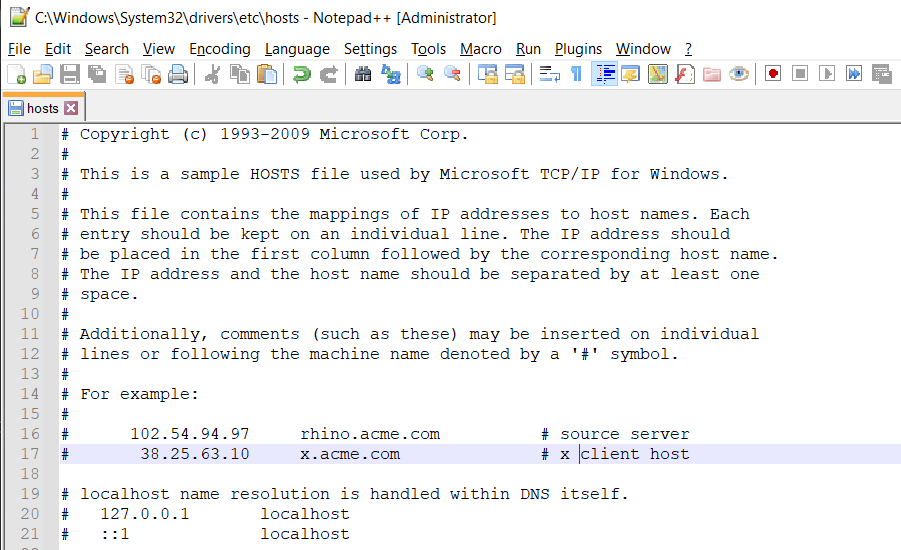 C:\Windows\System32\drivers\etc\hosts - Notepad++ [Administrator]
File Edit Search View Encoding Language Settings Tools Macro Run Plugins Window ?
hosts
1 # Copyright (c) 1993-2009 Microsoft Corp.
2 #
3 # This is a sample HOSTS file used by Microsoft TCP/IP for Windows.
4 #
5 # This file contains the mappings of IP addresses to host names. Each
6 # entry should be kept on an individual line. The IP address should
7 # be placed in the first column followed by the corresponding host name.
8 # The IP address and the host name should be separated by at least one
9 # space.
10 #
11 # Additionally, comments (such as these) may be inserted on individual
12 # lines or following the machine name denoted by a '#' symbol.
13 #
14 # For example:
15 #
16 #      102.54.94.97     rhino.acme.com          # source server
17 #       38.25.63.10     x.acme.com              # x client host
18
19 # localhost name resolution is handled within DNS itself.
20 #   127.0.0.1       localhost
21 #   ::1             localhost